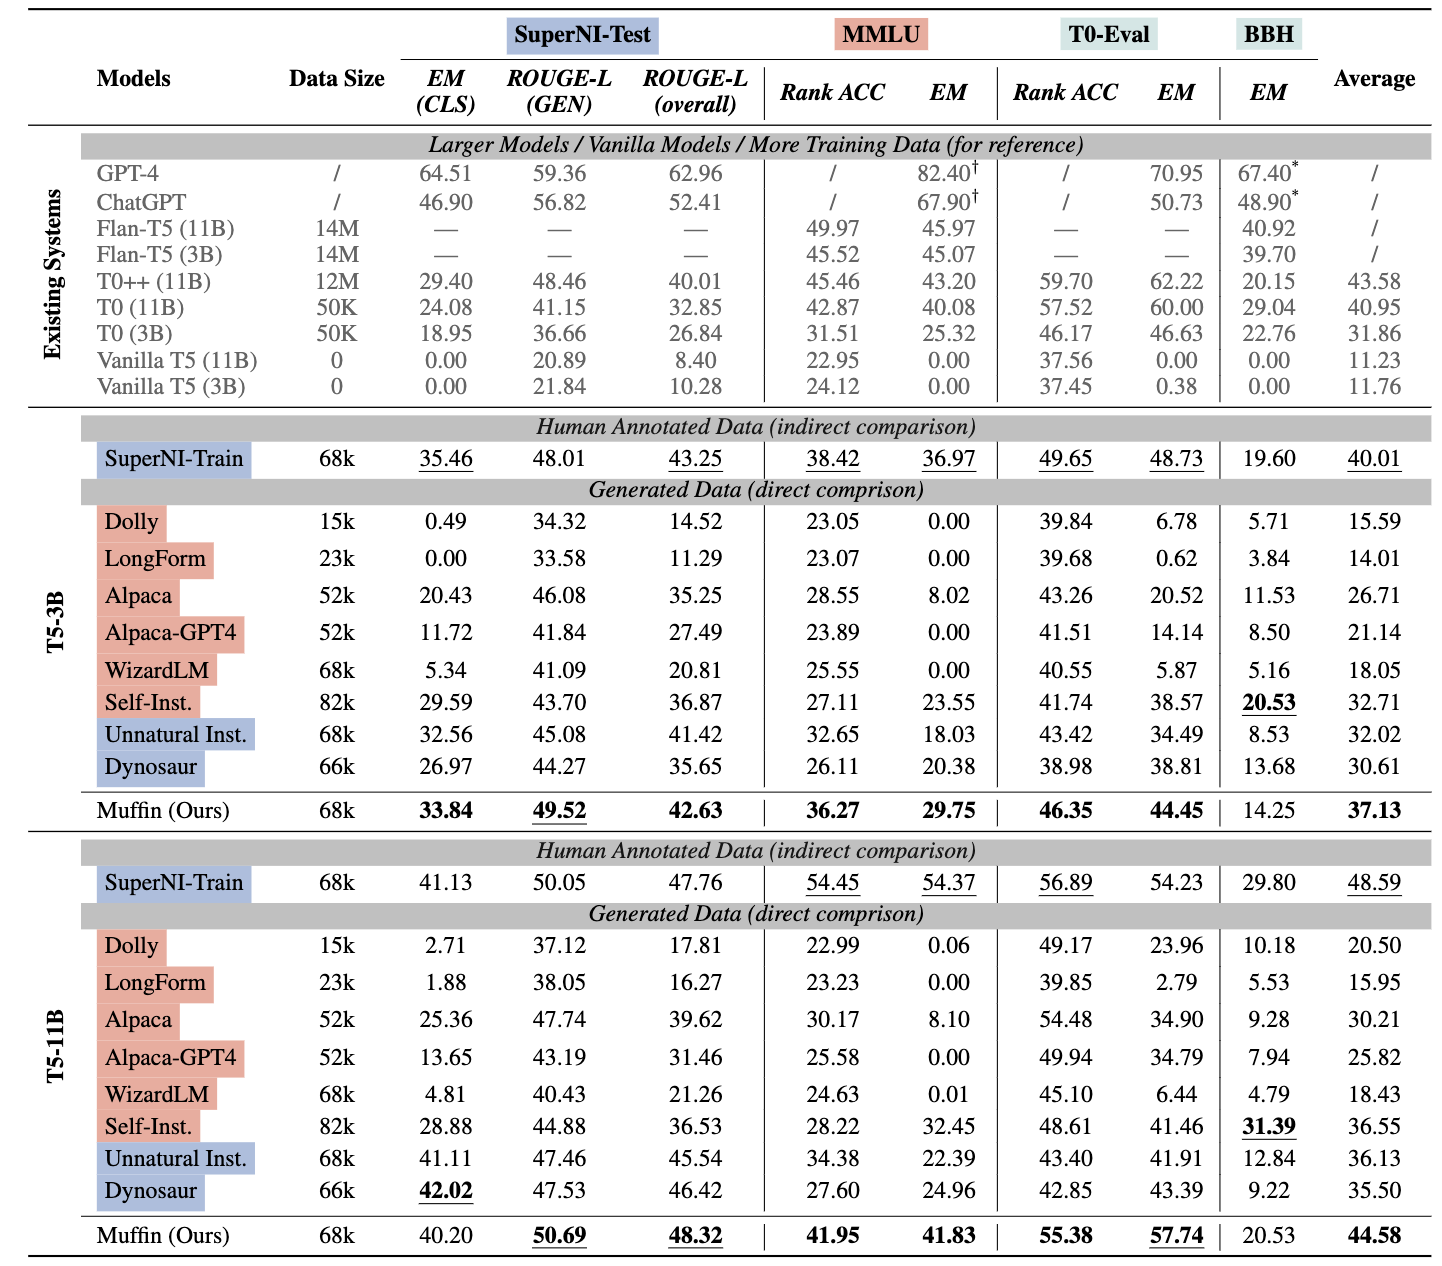 SuperNI-Test MMLU T0-Eval BBH
Models Data Size EM (CLS) ROUGE-L (GEN) ROUGE-L (overall) Rank ACC EM Rank ACC EM EM Average
Existing Systems
Larger Models / Vanilla Models / More Training Data (for reference)
GPT-4 / 64.51 59.36 62.96 / 82.40† / 70.95 67.40* /
ChatGPT / 46.90 56.82 52.41 / 67.90† / 50.73 48.90* /
Flan-T5 (11B) 14M — — — 49.97 45.97 — — 40.92 /
Flan-T5 (3B) 14M — — — 45.52 45.07 — — 39.70 /
T0++ (11B) 12M 29.40 48.46 40.01 45.46 43.20 59.70 62.22 20.15 43.58
T0 (11B) 50K 24.08 41.15 32.85 42.87 40.08 57.52 60.00 29.04 40.95
T0 (3B) 50K 18.95 36.66 26.84 31.51 25.32 46.17 46.63 22.76 31.86
Vanilla T5 (11B) 0 0.00 20.89 8.40 22.95 0.00 37.56 0.00 0.00 11.23
Vanilla T5 (3B) 0 0.00 21.84 10.28 24.12 0.00 37.45 0.38 0.00 11.76
T5-3B
Human Annotated Data (indirect comparison)
SuperNI-Train 68k 35.46 48.01 43.25 38.42 36.97 49.65 48.73 19.60 40.01
Generated Data (direct comprison)
Dolly 15k 0.49 34.32 14.52 23.05 0.00 39.84 6.78 5.71 15.59
LongForm 23k 0.00 33.58 11.29 23.07 0.00 39.68 0.62 3.84 14.01
Alpaca 52k 20.43 46.08 35.25 28.55 8.02 43.26 20.52 11.53 26.71
Alpaca-GPT4 52k 11.72 41.84 27.49 23.89 0.00 41.51 14.14 8.50 21.14
WizardLM 68k 5.34 41.09 20.81 25.55 0.00 40.55 5.87 5.16 18.05
Self-Inst. 82k 29.59 43.70 36.87 27.11 23.55 41.74 38.57 20.53 32.71
Unnatural Inst. 68k 32.56 45.08 41.42 32.65 18.03 43.42 34.49 8.53 32.02
Dynosaur 66k 26.97 44.27 35.65 26.11 20.38 38.98 38.81 13.68 30.61
Muffin (Ours) 68k 33.84 49.52 42.63 36.27 29.75 46.35 44.45 14.25 37.13
T5-11B
Human Annotated Data (indirect comparison)
SuperNI-Train 68k 41.13 50.05 47.76 54.45 54.37 56.89 54.23 29.80 48.59
Generated Data (direct comprison)
Dolly 15k 2.71 37.12 17.81 22.99 0.06 49.17 23.96 10.18 20.50
LongForm 23k 1.88 38.05 16.27 23.23 0.00 39.85 2.79 5.53 15.95
Alpaca 52k 25.36 47.74 39.62 30.17 8.10 54.48 34.90 9.28 30.21
Alpaca-GPT4 52k 13.65 43.19 31.46 25.58 0.00 49.94 34.79 7.94 25.82
WizardLM 68k 4.81 40.43 21.26 24.63 0.01 45.10 6.44 4.79 18.43
Self-Inst. 82k 28.88 44.88 36.53 28.22 32.45 48.61 41.46 31.39 36.55
Unnatural Inst. 68k 41.11 47.46 45.54 34.38 22.39 43.40 41.91 12.84 36.13
Dynosaur 66k 42.02 47.53 46.42 27.60 24.96 42.85 43.39 9.22 35.50
Muffin (Ours) 68k 40.20 50.69 48.32 41.95 41.83 55.38 57.74 20.53 44.58